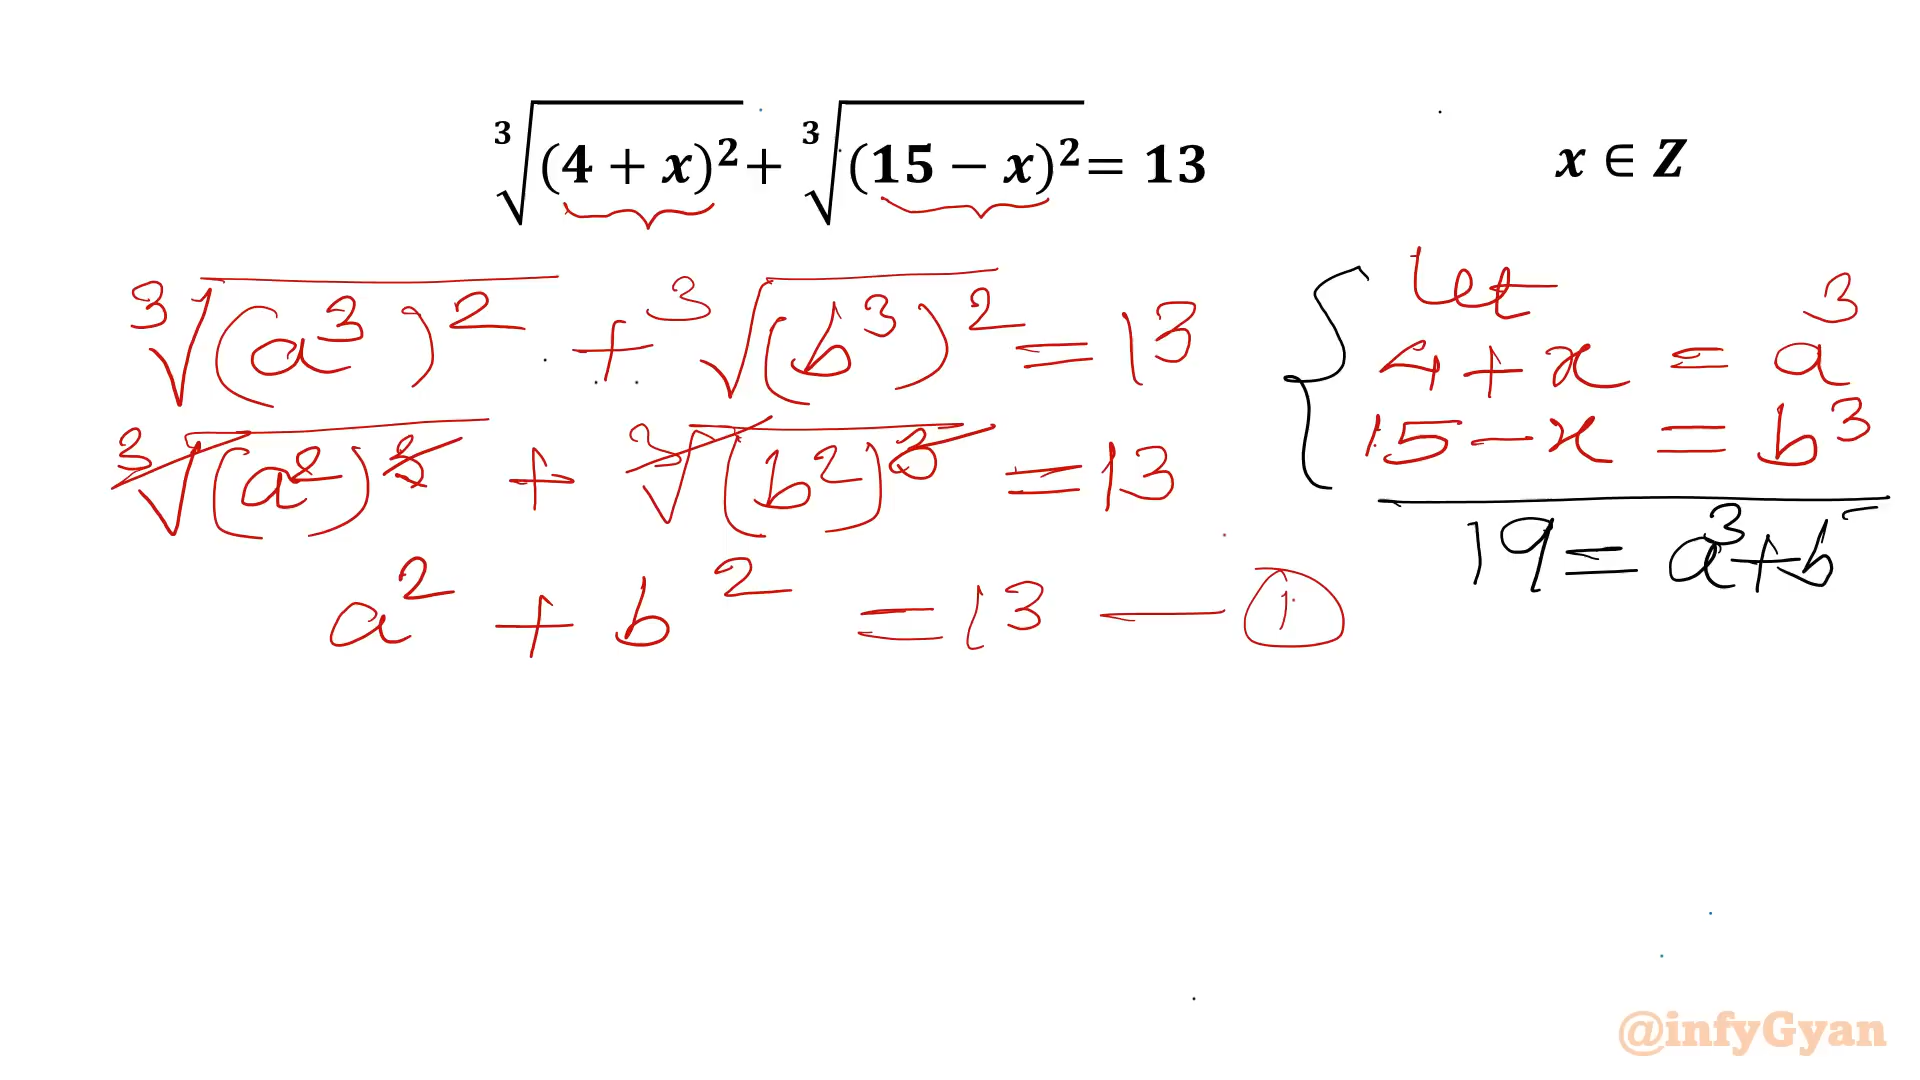 ∛(4 + x)² + ∛(15 − x)² = 13
x ∈ Z
∛(a³)² + ∛(b³)² = 13
∛(a²)³ + ∛(b²)³ = 13
a² + b² = 13 — ①
let
4 + x = a³
15 − x = b³
19 = a³ + b
@infyGyan